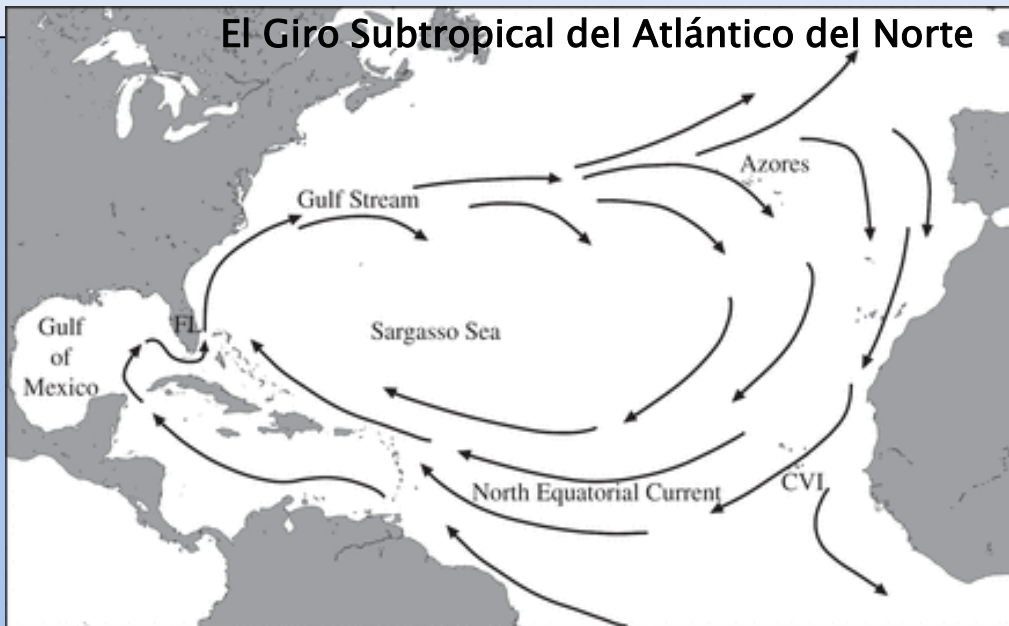 El Giro Subtropical del Atlántico del Norte
Azores
Gulf Stream
FL
Gulf
of
Mexico
Sargasso Sea
North Equatorial Current
CVI